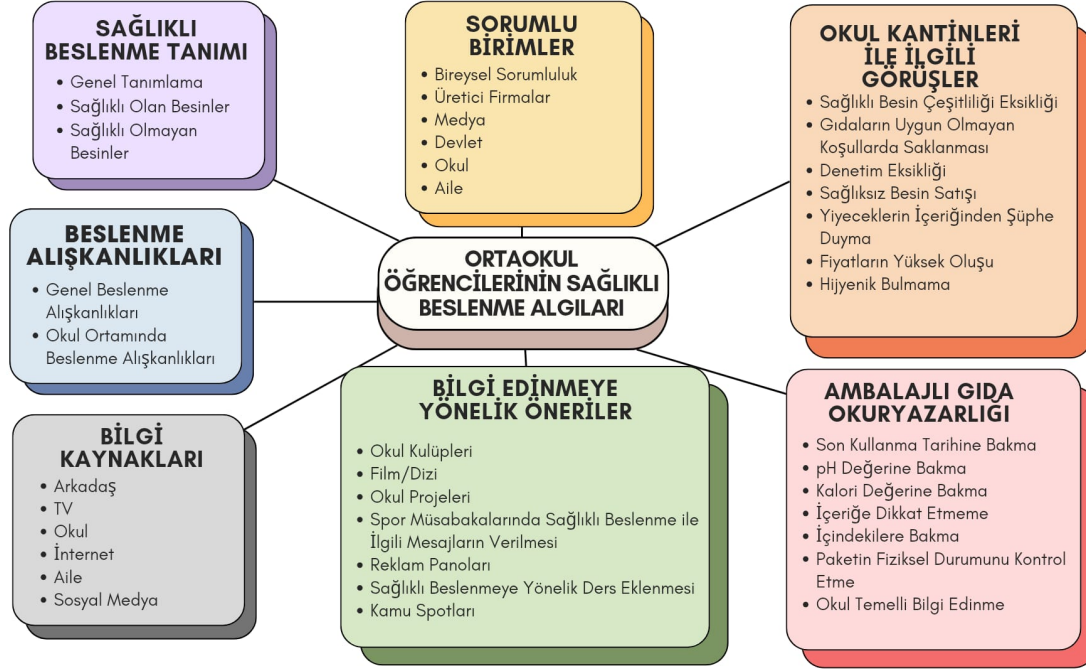 SAĞLIKLI
BESLENME TANIMI
• Genel Tanımlama
• Sağlıklı Olan Besinler
• Sağlıklı Olmayan
Besinler
SORUMLU
BİRİMLER
• Bireysel Sorumluluk
• Üretici Firmalar
• Medya
• Devlet
• Okul
• Aile
OKUL KANTİNLERİ
İLE İLGİLİ
GÖRÜŞLER
• Sağlıklı Besin Çeşitliliği Eksikliği
• Gıdaların Uygun Olmayan
Koşullarda Saklanması
• Denetim Eksikliği
• Sağlıksız Besin Satışı
• Yiyeceklerin İçeriğinden Şüphe
Duyma
• Fiyatların Yüksek Oluşu
• Hijyenik Bulmama
BESLENME
ALIŞKANLIKLARI
• Genel Beslenme
Alışkanlıkları
• Okul Ortamında
Beslenme Alışkanlıkları
ORTAOKUL
ÖĞRENCİLERİNİN SAĞLIKLI
BESLENME ALGILARI
BİLGİ
KAYNAKLARI
• Arkadaş
• TV
• Okul
• İnternet
• Aile
• Sosyal Medya
BİLGİ EDİNMEYE
YÖNELİK ÖNERİLER
• Okul Kulüpleri
• Film/Dizi
• Okul Projeleri
• Spor Müsabakalarında Sağlıklı Beslenme ile
İlgili Mesajların Verilmesi
• Reklam Panoları
• Sağlıklı Beslenmeye Yönelik Ders Eklenmesi
• Kamu Spotları
AMBALAJLI GIDA
OKURYAZARLIĞI
• Son Kullanma Tarihine Bakma
• pH Değerine Bakma
• Kalori Değerine Bakma
• İçeriğe Dikkat Etmeme
• İçindekilere Bakma
• Paketin Fiziksel Durumunu Kontrol
Etme
• Okul Temelli Bilgi Edinme